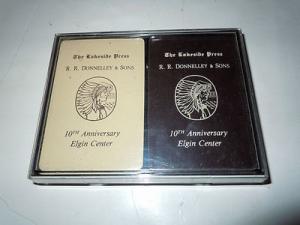 The Lakeside Press
R. R. DONNELLEY & SONS
10TH Anniversary
Elgin Center
The Lakeside Press
R. R. DONNELLEY & SONS
10TH Anniversary
Elgin Center